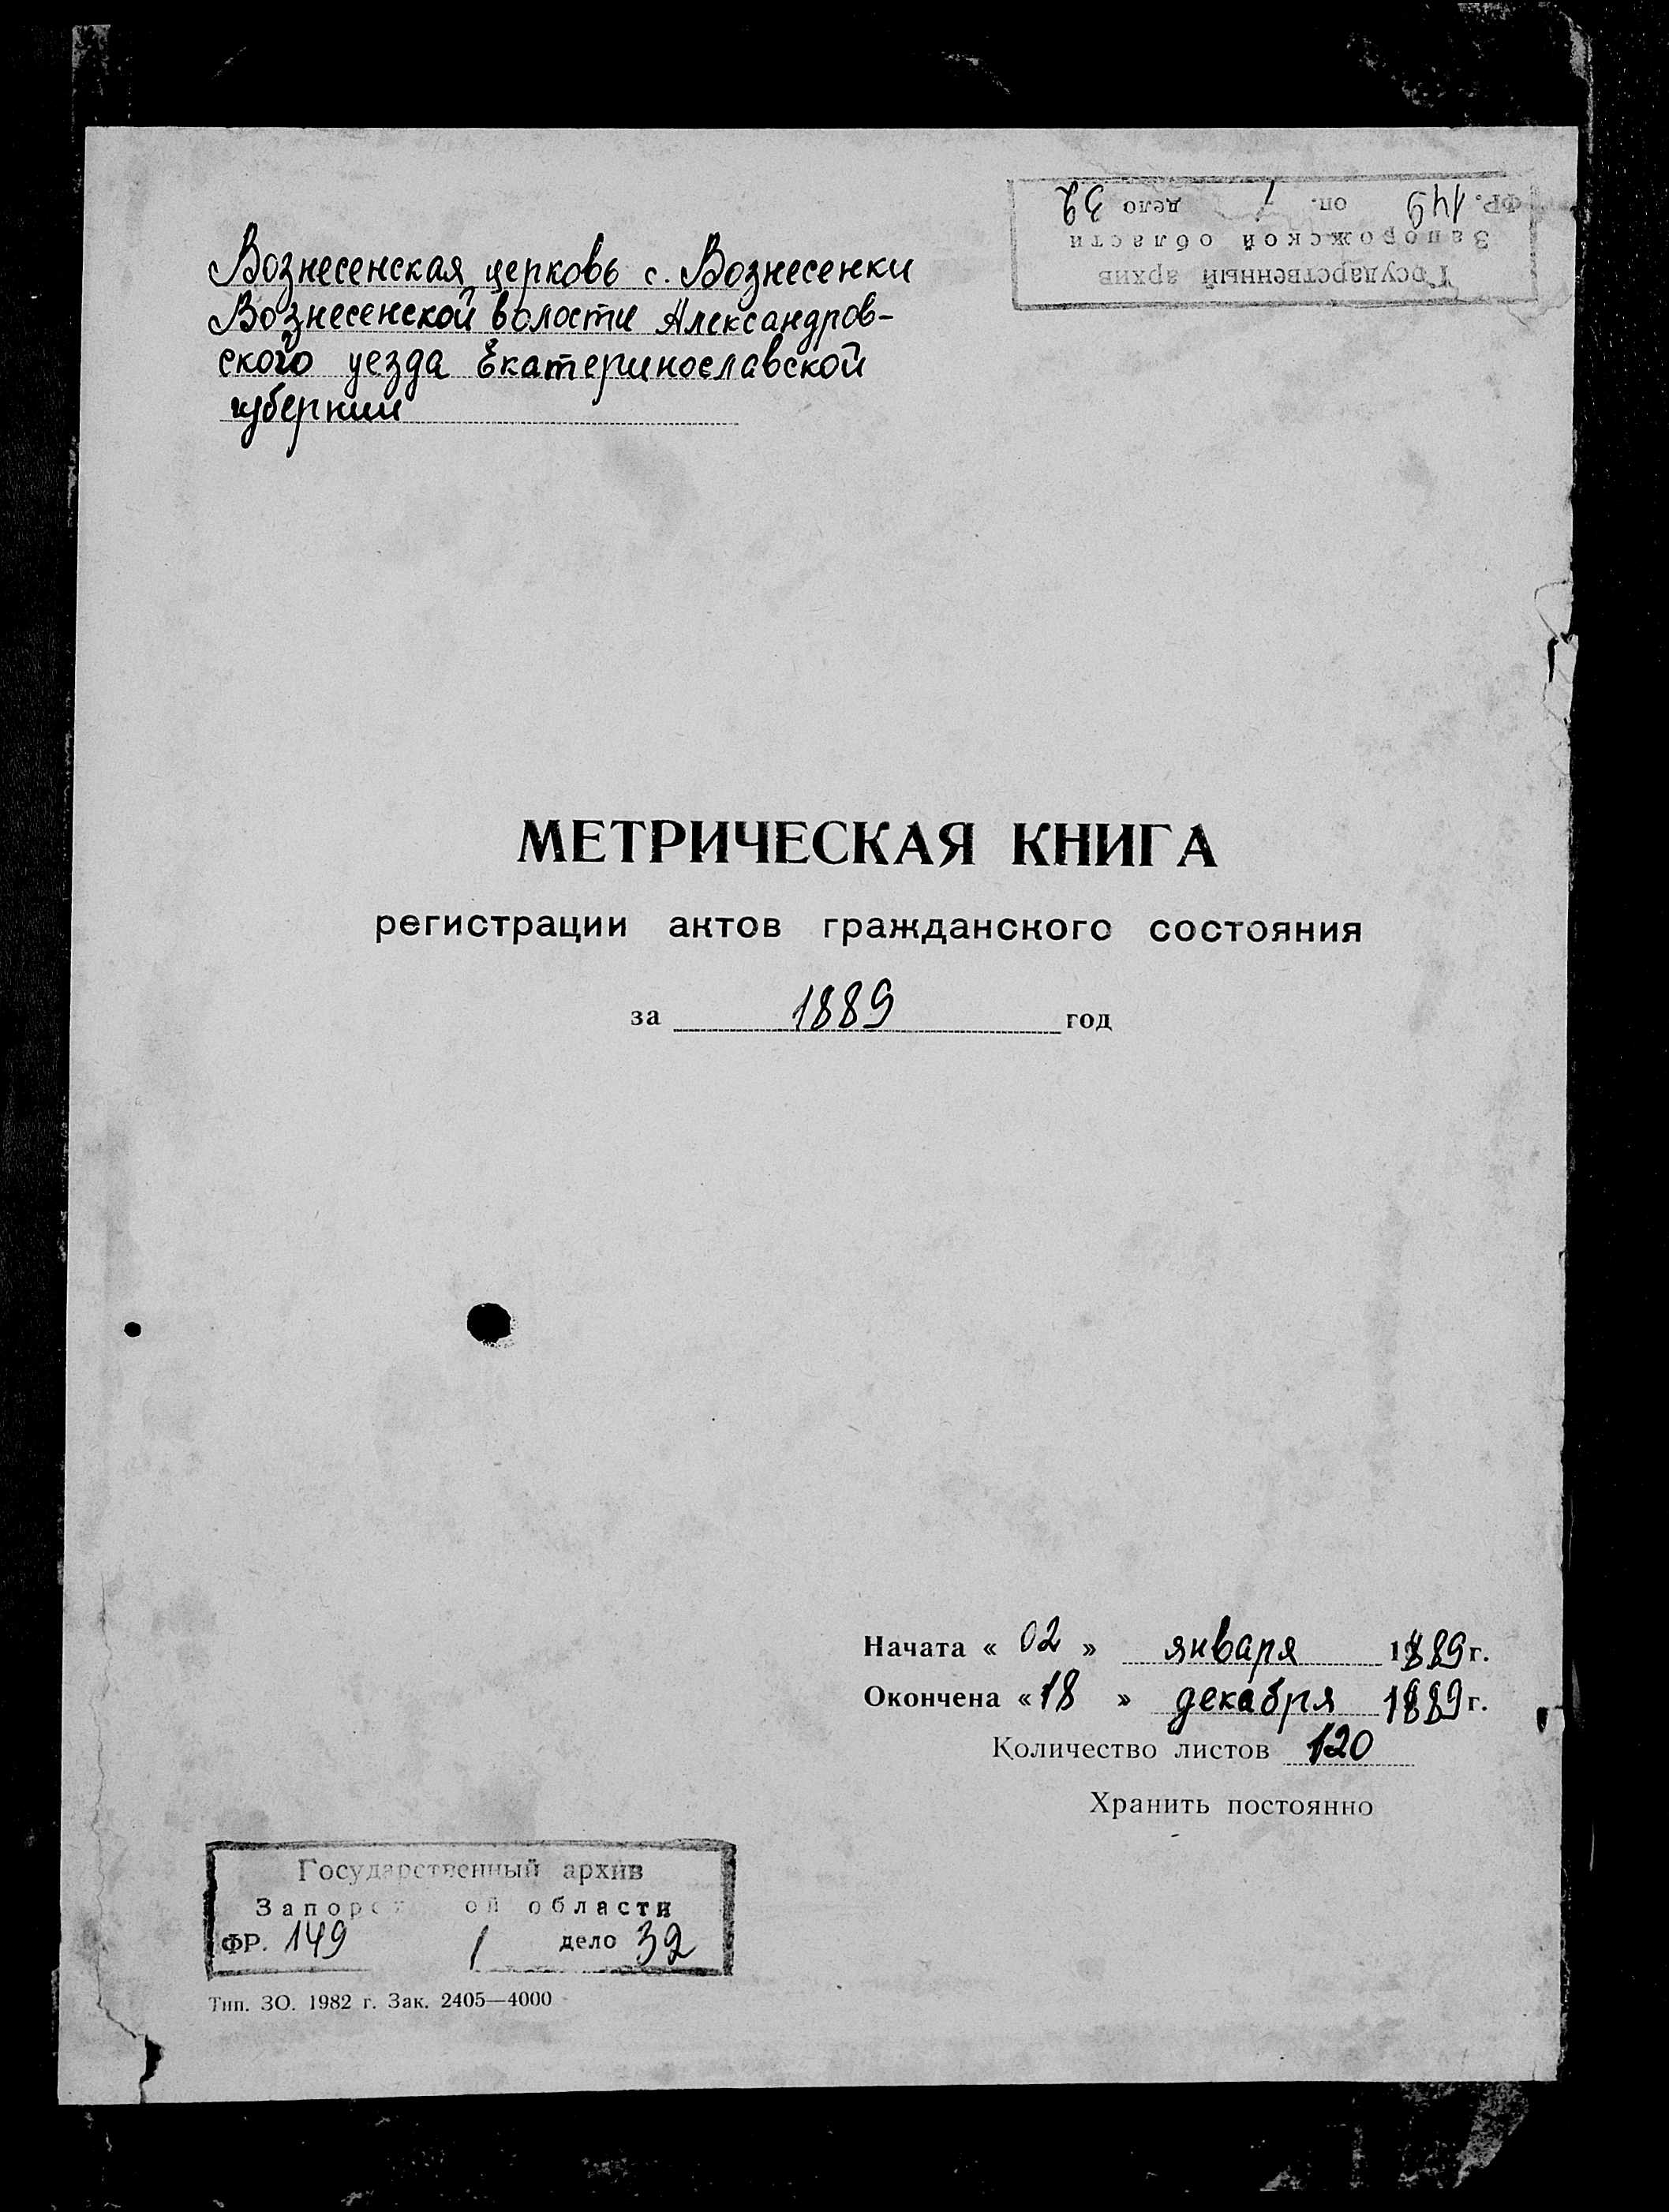 Государственный архив
Запорожской области
ФР. 149 оп. 1 дело 32
Вознесенская церковь с. Вознесенки
Вознесенской волости Александров-
ского уезда Екатеринославской
губернии
МЕТРИЧЕСКАЯ КНИГА
регистрации актов гражданского состояния
за 1889 год
Начата « 02 » января 1889 г.
Окончена « 18 » декабря 1889 г.
Количество листов 120
Хранить постоянно
Государственный архив
Запорожской области
ФР. 149 1 дело 32
Тип. ЗО. 1982 г. Зак. 2405—4000